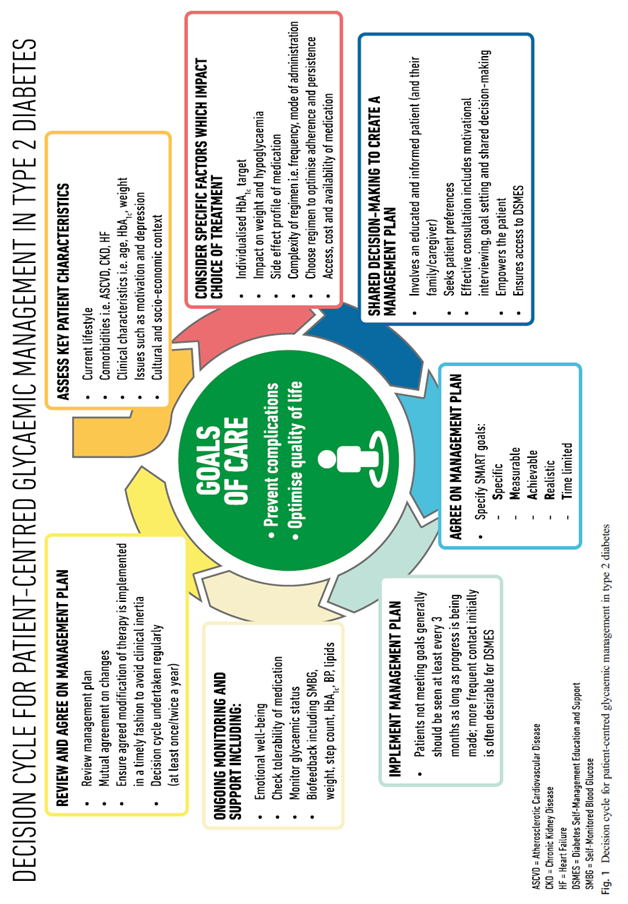 DECISION CYCLE FOR PATIENT-CENTRED GLYCAEMIC MANAGEMENT IN TYPE 2 DIABETES
GOALS
OF CARE
• Prevent complications
• Optimise quality of life
ASSESS KEY PATIENT CHARACTERISTICS
• Current lifestyle
• Comorbidities i.e. ASCVD, CKD, HF
• Clinical characteristics i.e. age, HbA1c, weight
• Issues such as motivation and depression
• Cultural and socio-economic context
CONSIDER SPECIFIC FACTORS WHICH IMPACT
CHOICE OF TREATMENT
• Individualised HbA1c target
• Impact on weight and hypoglycaemia
• Side effect profile of medication
• Complexity of regimen i.e. frequency, mode of administration
• Choose regimen to optimise adherence and persistence
• Access, cost and availability of medication
SHARED DECISION-MAKING TO CREATE A
MANAGEMENT PLAN
• Involves an educated and informed patient (and their
family/caregiver)
• Seeks patient preferences
• Effective consultation includes motivational
interviewing, goal setting and shared decision-making
• Empowers the patient
• Ensures access to DSMES
AGREE ON MANAGEMENT PLAN
• Specify SMART goals:
- Specific
- Measurable
- Achievable
- Realistic
- Time limited
IMPLEMENT MANAGEMENT PLAN
• Patients not meeting goals generally
should be seen at least every 3
months as long as progress is being
made; more frequent contact initially
is often desirable for DSMES
ONGOING MONITORING AND
SUPPORT INCLUDING:
• Emotional well-being
• Check tolerability of medication
• Monitor glycaemic status
• Biofeedback including SMBG,
weight, step count, HbA1c, BP, lipids
REVIEW AND AGREE ON MANAGEMENT PLAN
• Review management plan
• Mutual agreement on changes
• Ensure agreed modification of therapy is implemented
in a timely fashion to avoid clinical inertia
• Decision cycle undertaken regularly
(at least once/twice a year)
ASCVD = Atherosclerotic Cardiovascular Disease
CKD = Chronic Kidney Disease
HF = Heart Failure
DSMES = Diabetes Self-Management Education and Support
SMBG = Self-Monitored Blood Glucose
Fig. 1 Decision cycle for patient-centred glycaemic management in type 2 diabetes